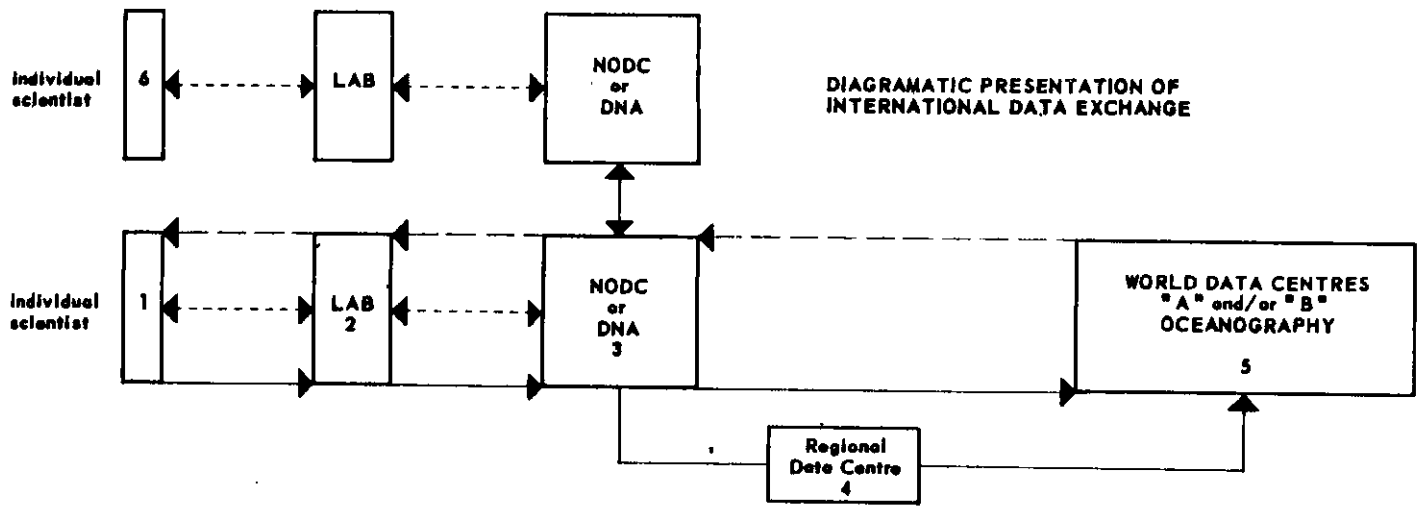 individual
scientist
6
LAB
NODC
or
DNA
DIAGRAMATIC PRESENTATION OF
INTERNATIONAL DATA EXCHANGE
individual
scientist
1
LAB
2
NODC
or
DNA
3
WORLD DATA CENTRES
"A" and/or "B"
OCEANOGRAPHY
5
Regional
Data Centre
4